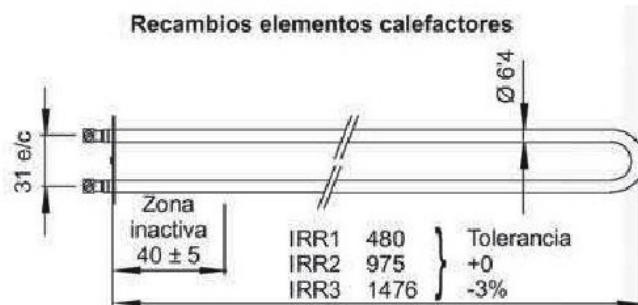 Recambios elementos calefactores
Ø 6'4
31 e/c
Zona
inactiva
40 ± 5
IRR1 480
IRR2 975
IRR3 1476
Tolerancia
+0
-3%